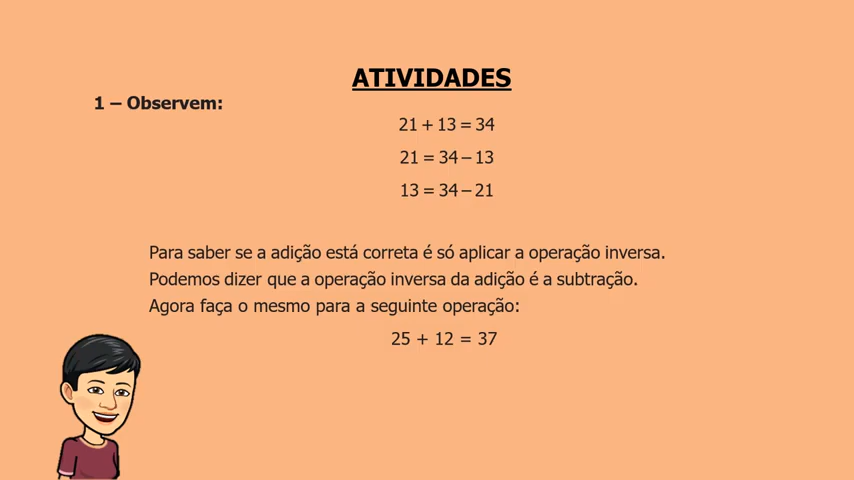 ATIVIDADES
1 – Observem:
21 + 13 = 34
21 = 34 – 13
13 = 34 – 21
Para saber se a adição está correta é só aplicar a operação inversa.
Podemos dizer que a operação inversa da adição é a subtração.
Agora faça o mesmo para a seguinte operação:
25 + 12 = 37